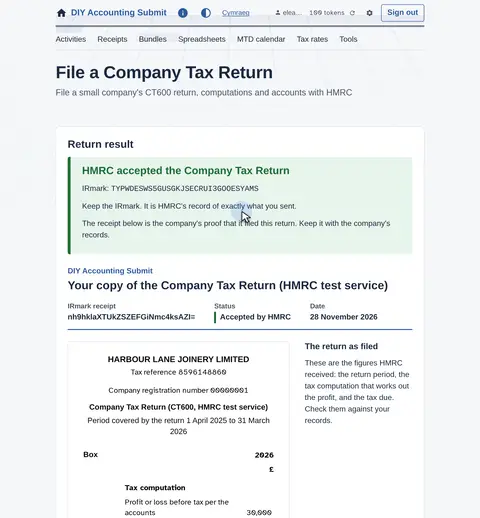 DIY Accounting Submit
Cymraeg
elea...
100 tokens
Sign out
Activities
Receipts
Bundles
Spreadsheets
MTD calendar
Tax rates
Tools
File a Company Tax Return
File a small company's CT600 return, computations and accounts with HMRC
Return result
HMRC accepted the Company Tax Return
IRmark: TYPWDESWS5GUSGKJSECRUI3GOOESYAMS
Keep the IRmark. It is HMRC's record of exactly what you sent.
The receipt below is the company's proof that it filed this return. Keep it with the company's
records.
DIY Accounting Submit
Your copy of the Company Tax Return (HMRC test service)
IRmark receipt
nh9hklaXTUkZSZEFGiNmc4ksAZI=
Status
Accepted by HMRC
Date
28 November 2026
HARBOUR LANE JOINERY LIMITED
Tax reference 8596148860
Company registration number 00000001
Company Tax Return (CT600, HMRC test service)
Period covered by the return 1 April 2025 to 31 March
2026
Box
2026
£
Tax computation
Profit or loss before tax per the
accounts
30,000
The return as filed
These are the figures HMRC
received: the return period, the
tax computation that works out
the profit, and the tax due.
Check them against your
records.